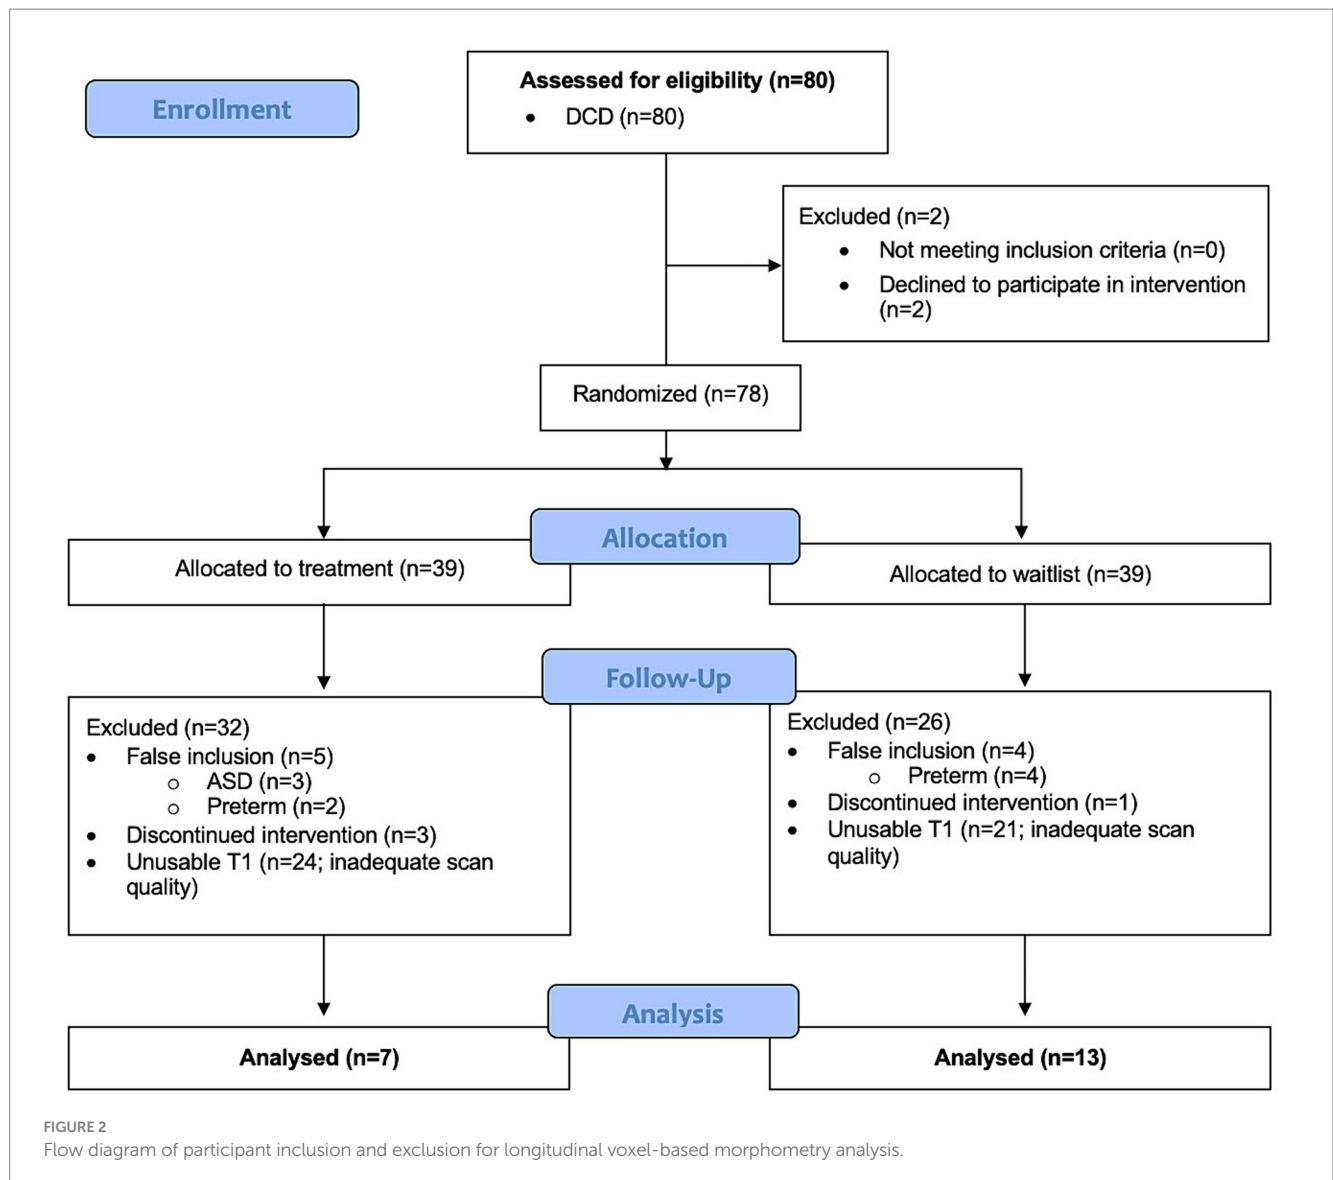 Enrollment
Assessed for eligibility (n=80)
• DCD (n=80)
Excluded (n=2)
• Not meeting inclusion criteria (n=0)
• Declined to participate in intervention
(n=2)
Randomized (n=78)
Allocation
Allocated to treatment (n=39)
Allocated to waitlist (n=39)
Follow-Up
Excluded (n=32)
• False inclusion (n=5)
o ASD (n=3)
o Preterm (n=2)
• Discontinued intervention (n=3)
• Unusable T1 (n=24; inadequate scan
quality)
Excluded (n=26)
• False inclusion (n=4)
o Preterm (n=4)
• Discontinued intervention (n=1)
• Unusable T1 (n=21; inadequate scan
quality)
Analysis
Analysed (n=7)
Analysed (n=13)
FIGURE 2
Flow diagram of participant inclusion and exclusion for longitudinal voxel-based morphometry analysis.